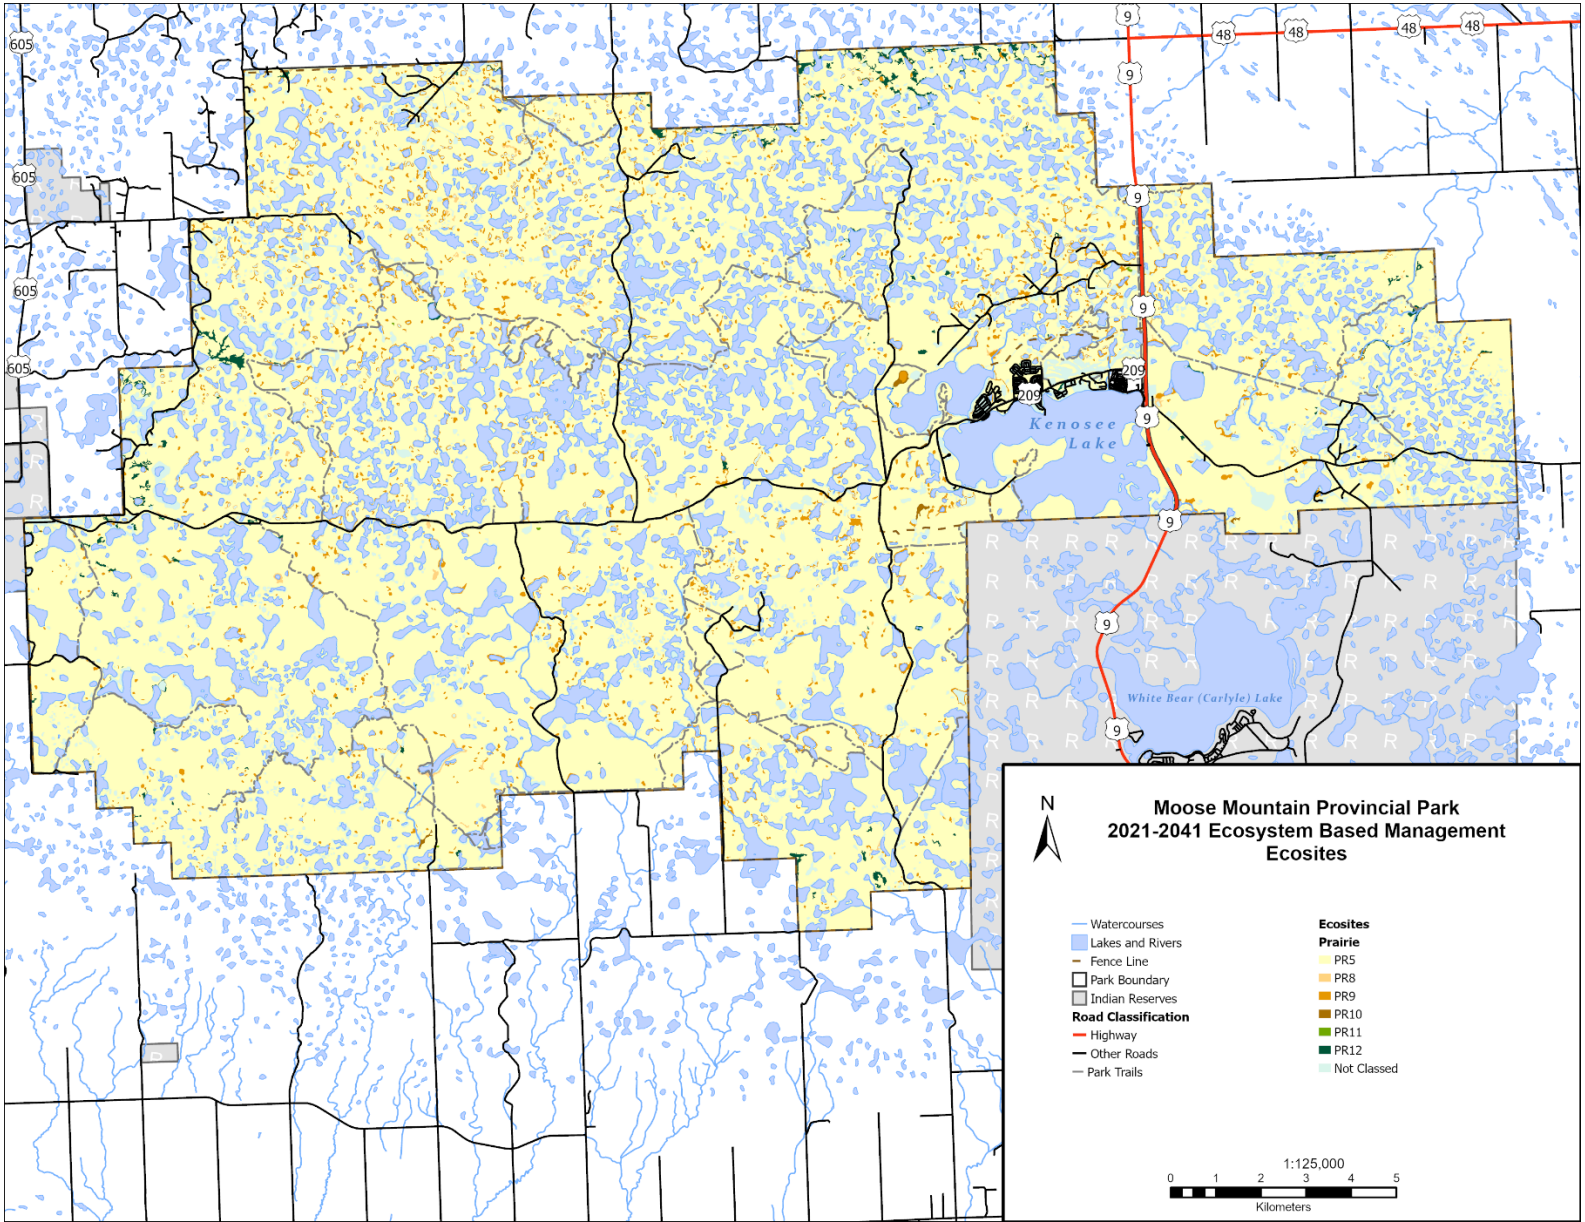 9
48
48
48
48
605
9
605
9
605
9
605
209
209
9
Kenosee
Lake
R
R
9
R R R R R R R R R R
R R R R R R
R R R R
9
R R R R R R R
White Bear (Carlyle) Lake
R R R R R R
9
R R R R R R R
R
R
R
N
Moose Mountain Provincial Park
2021-2041 Ecosystem Based Management
Ecosites
Watercourses
Lakes and Rivers
Fence Line
Park Boundary
Indian Reserves
Road Classification
Highway
Other Roads
Park Trails
Ecosites
Prairie
PR5
PR8
PR9
PR10
PR11
PR12
Not Classed
1:125,000
0 1 2 3 4 5
Kilometers